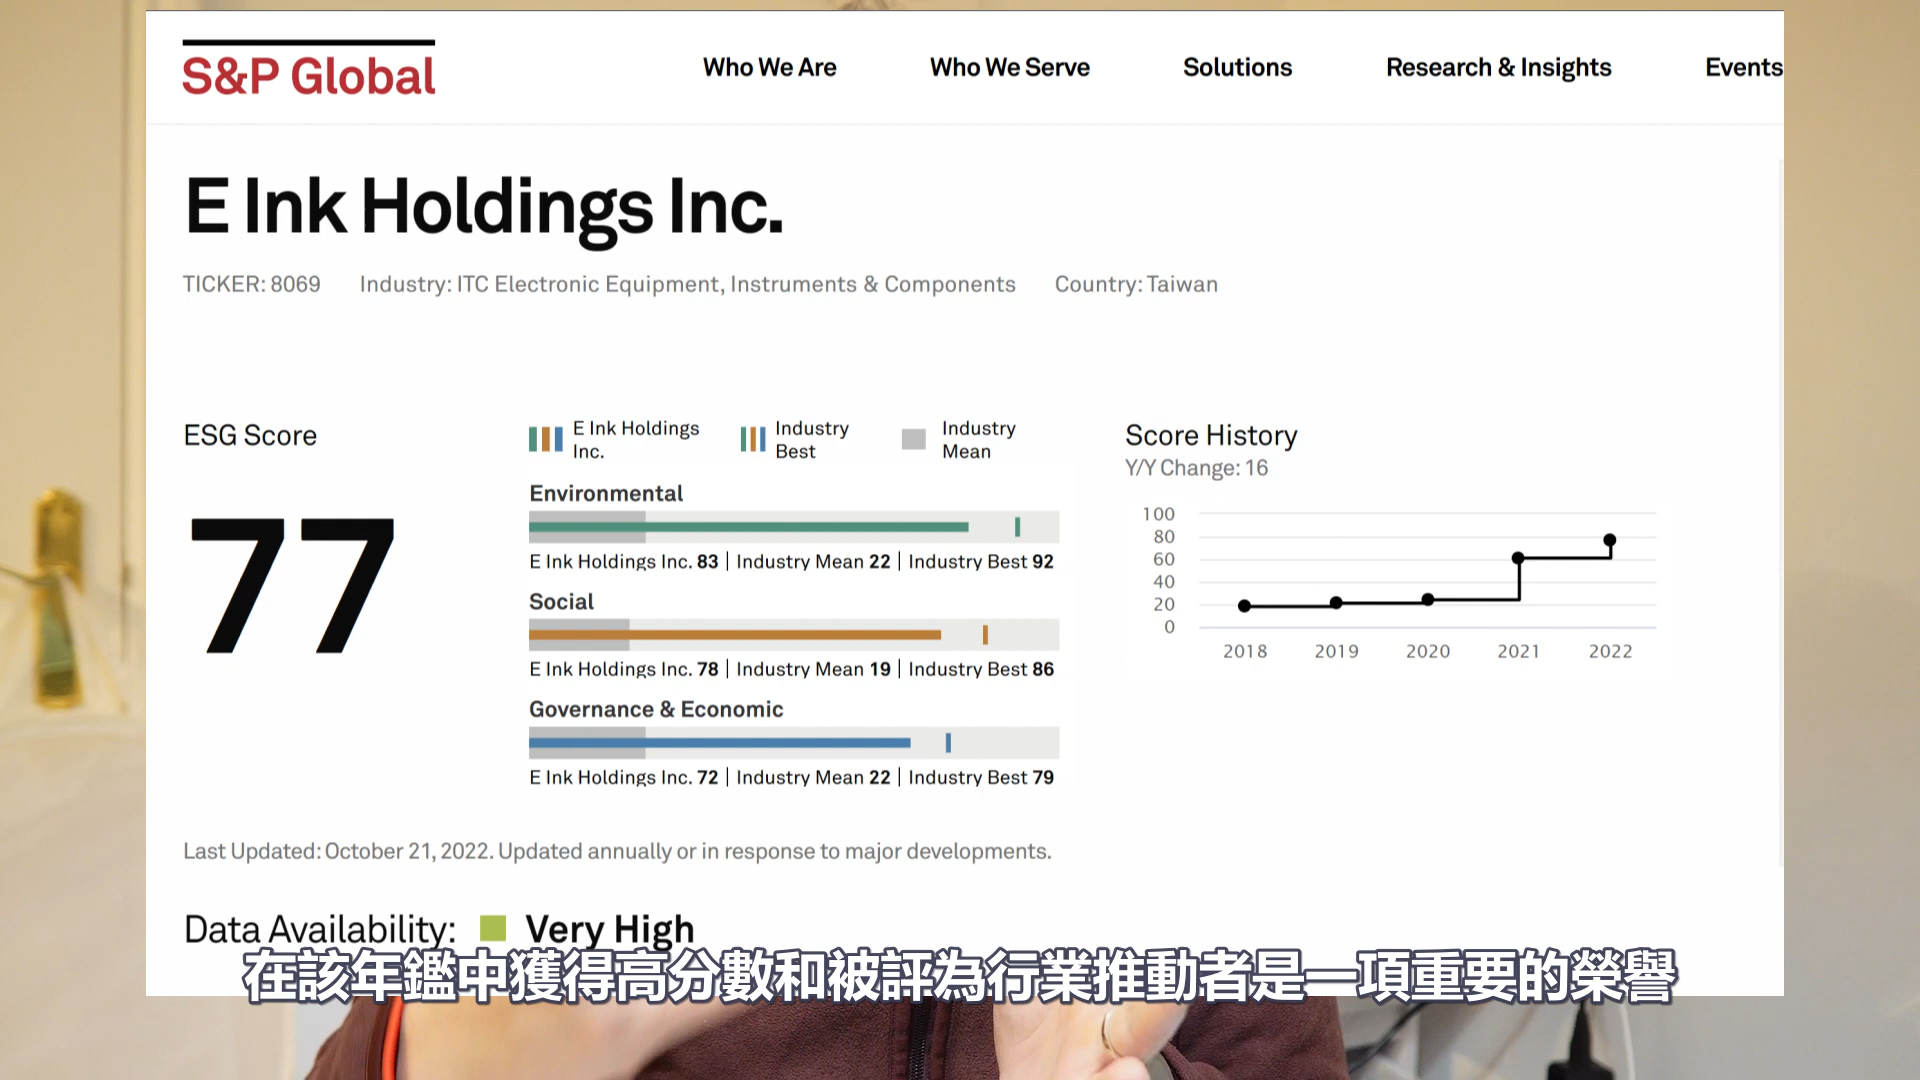 S&P Global
Who We Are
Who We Serve
Solutions
Research & Insights
Events
E Ink Holdings Inc.
TICKER: 8069
Industry: ITC Electronic Equipment, Instruments & Components
Country: Taiwan
ESG Score
77
E Ink Holdings
Inc.
Industry
Best
Industry
Mean
Environmental
E Ink Holdings Inc. 83 | Industry Mean 22 | Industry Best 92
Social
E Ink Holdings Inc. 78 | Industry Mean 19 | Industry Best 86
Governance & Economic
E Ink Holdings Inc. 72 | Industry Mean 22 | Industry Best 79
Score History
Y/Y Change: 16
100
80
60
40
20
0
2018
2019
2020
2021
2022
Last Updated: October 21, 2022. Updated annually or in response to major developments.
Data Availability: Very High
在該年鑑中獲得高分數和被評為行業推動者是一項重要的榮譽